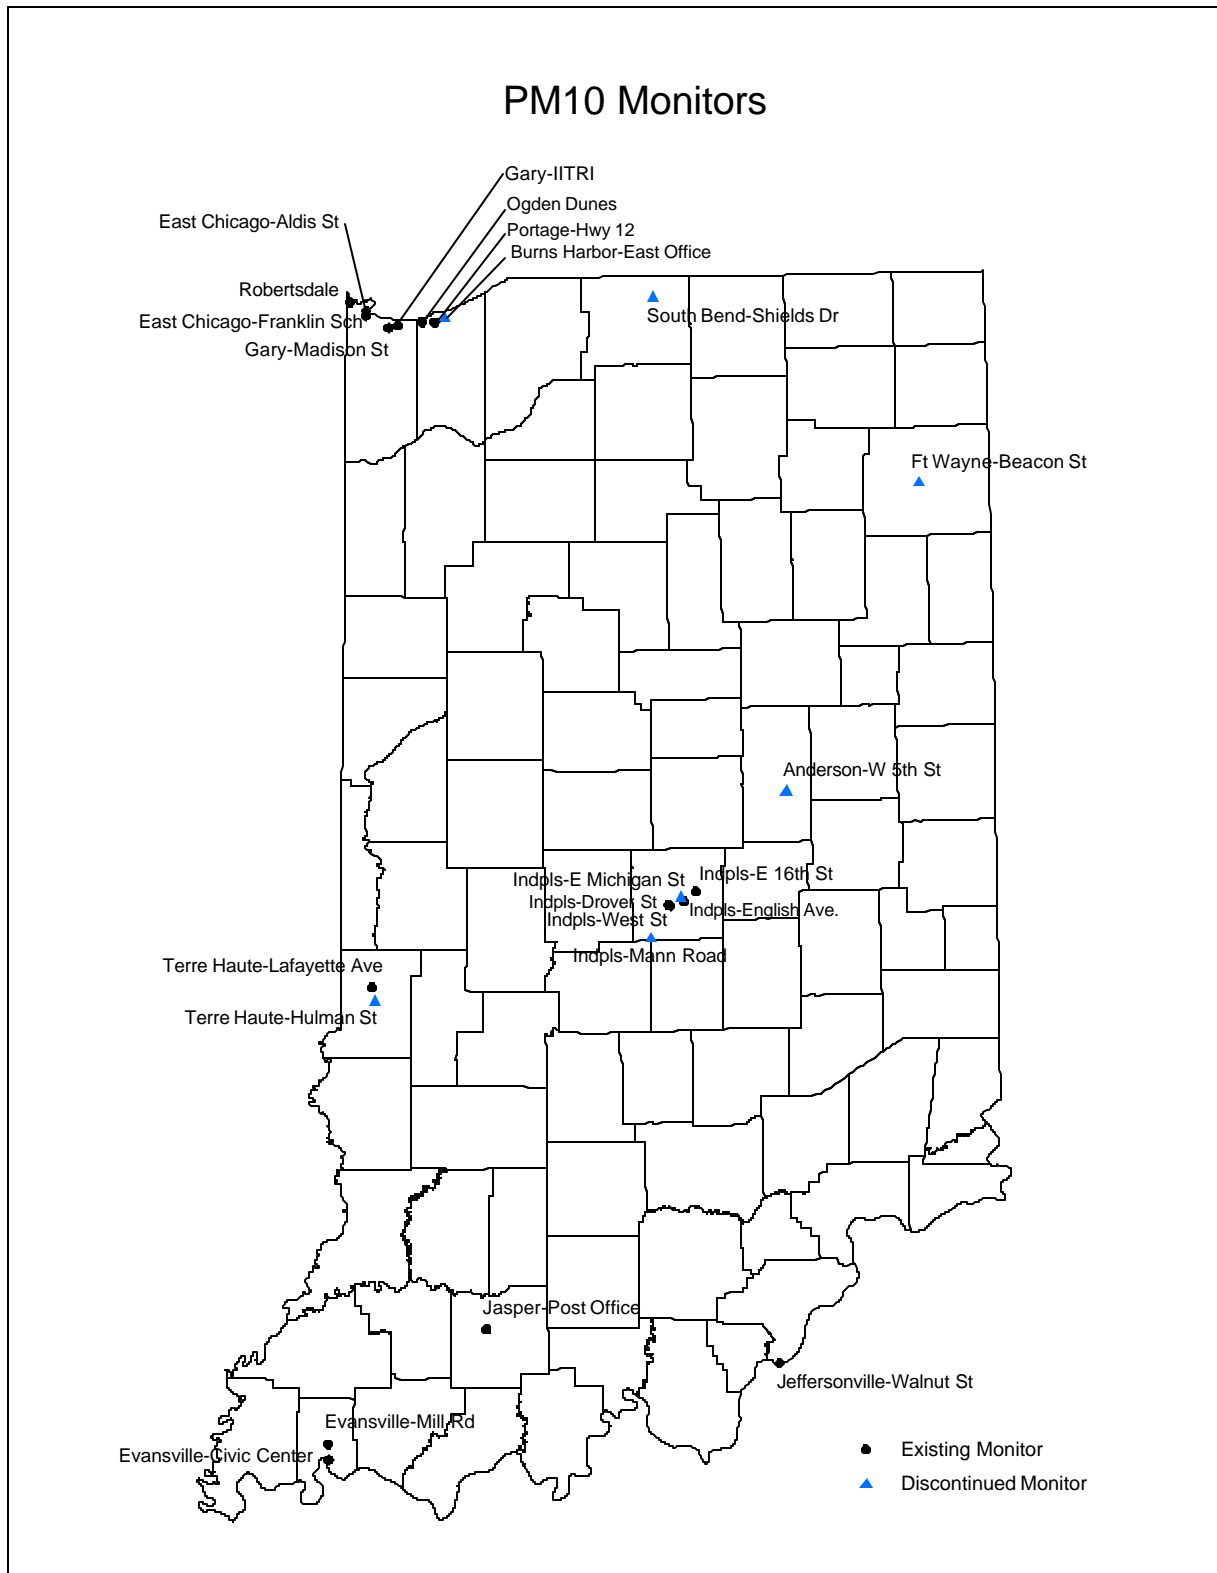 PM10 Monitors
Gary-IITRI
Ogden Dunes
East Chicago-Aldis St
Portage-Hwy 12
Burns Harbor-East Office
Robertsdale
South Bend-Shields Dr
East Chicago-Franklin Sch
Gary-Madison St
Ft Wayne-Beacon St
Anderson-W 5th St
Indpls-E 16th St
Indpls-E Michigan St
Indpls-Drover St
Indpls-English Ave.
Indpls-West St
Indpls-Mann Road
Terre Haute-Lafayette Ave
Terre Haute-Hulman St
Jasper-Post Office
Jeffersonville-Walnut St
Evansville-Mill Rd
Evansville-Civic Center
Existing Monitor
Discontinued Monitor